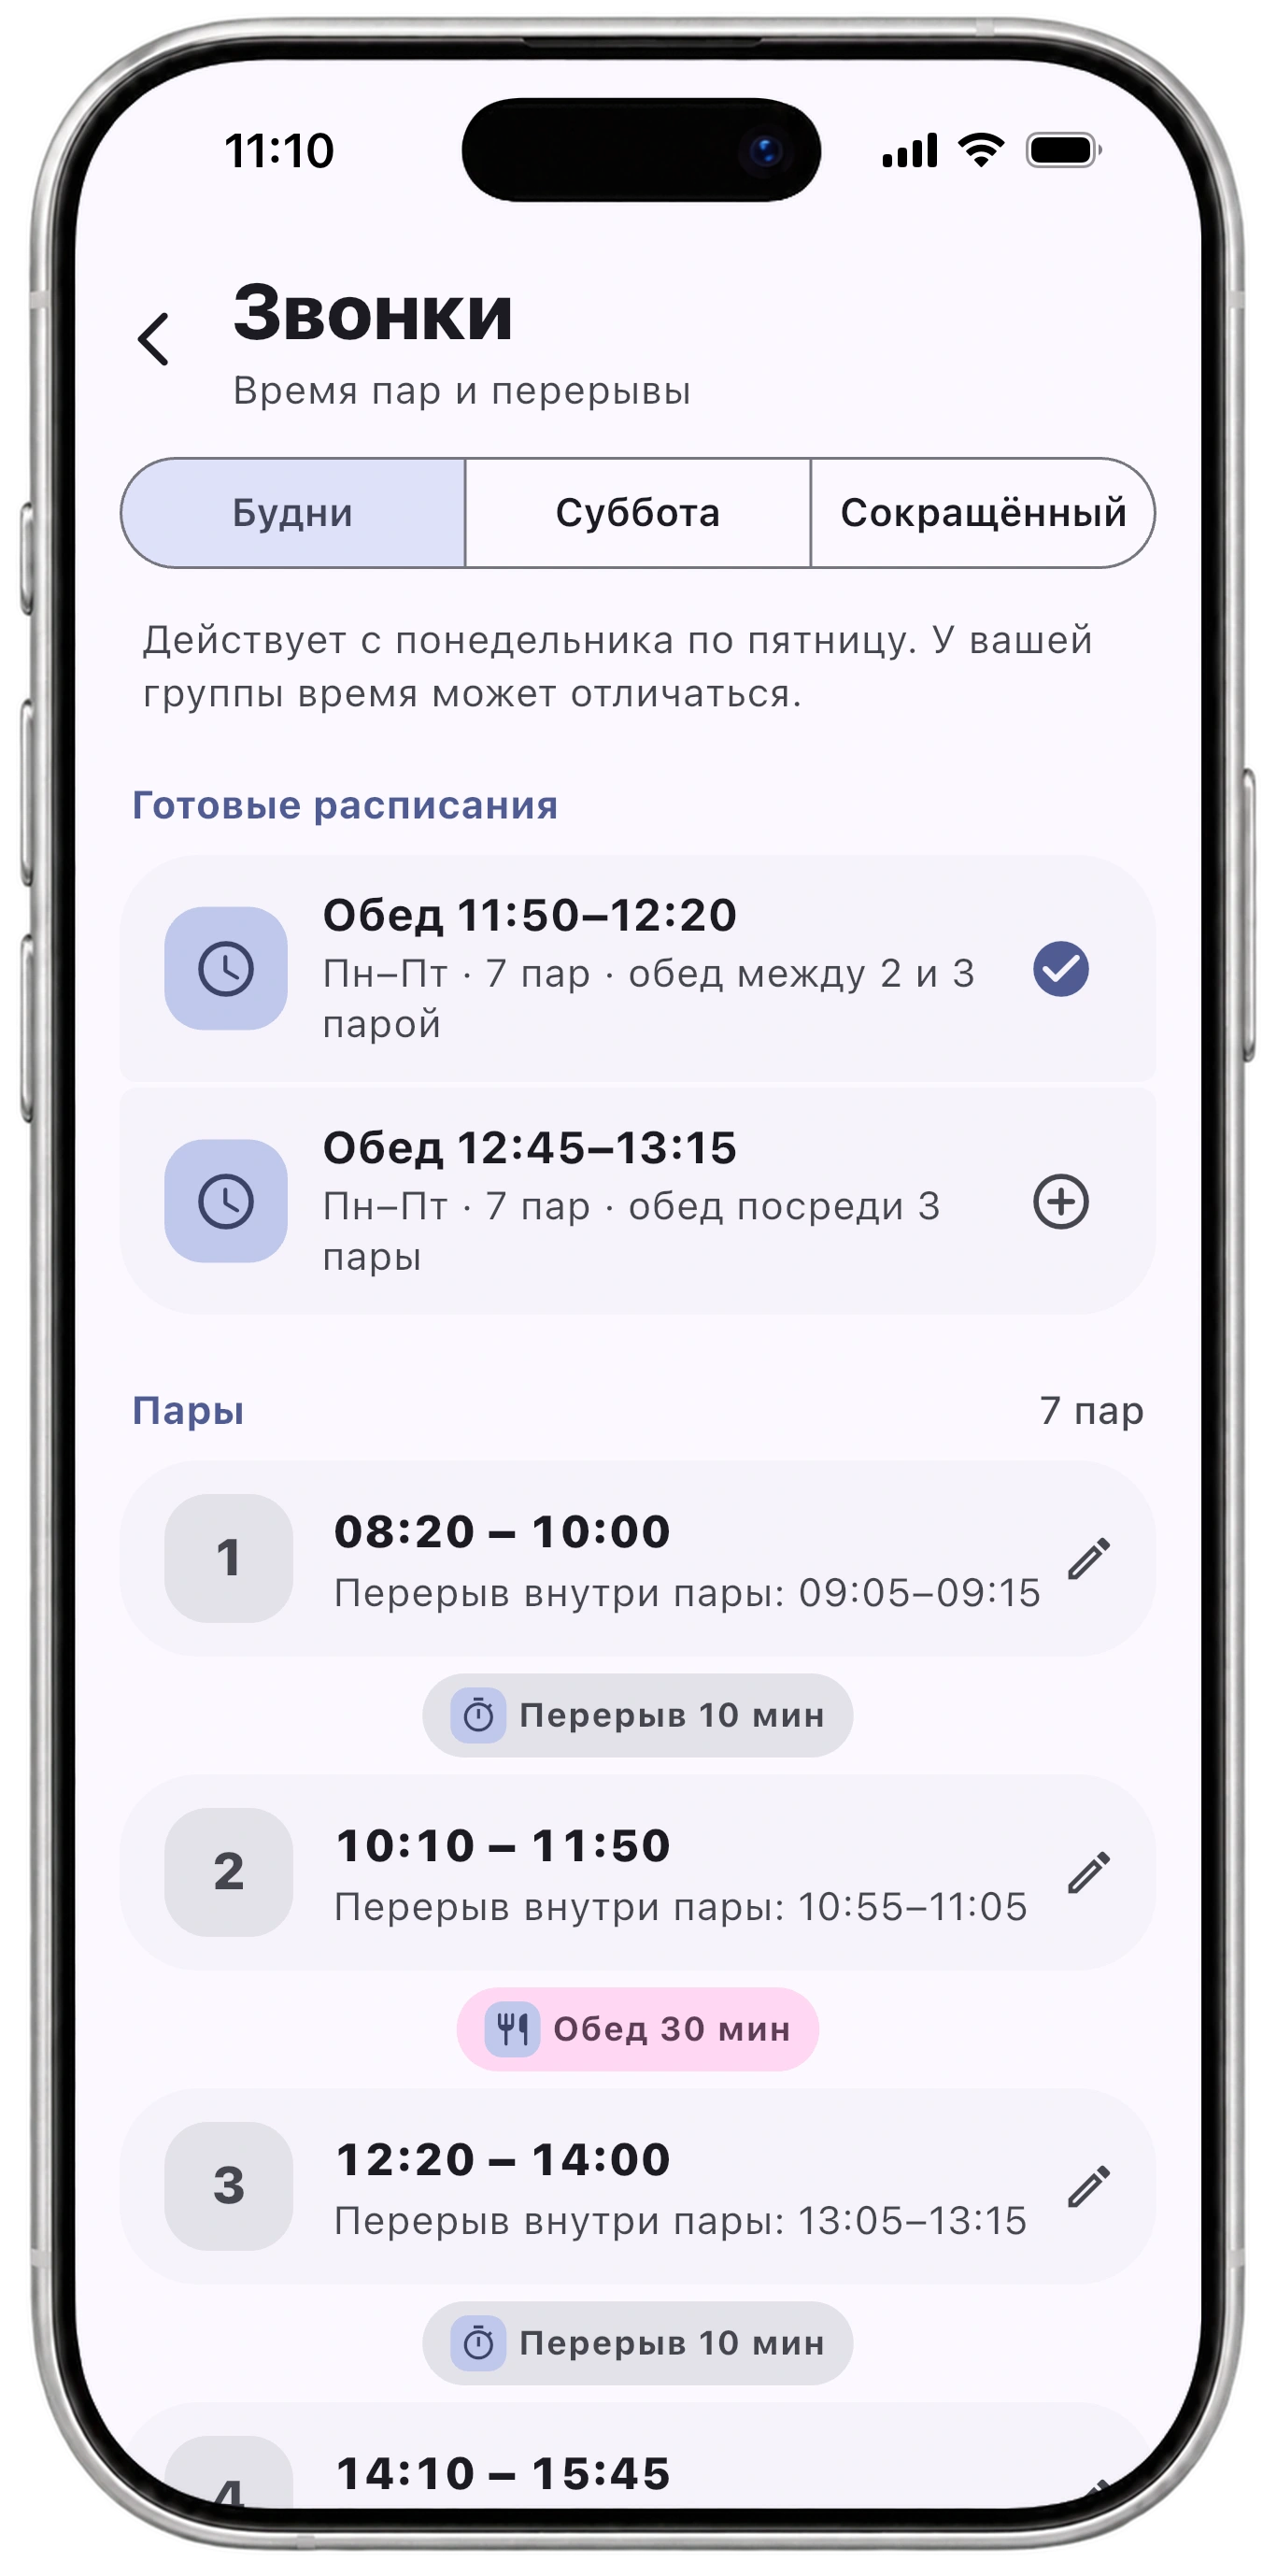 11:10
Звонки
Время пар и перерывы
Будни
Суббота
Сокращённый
Действует с понедельника по пятницу. У вашей
группы время может отличаться.
Готовые расписания
Обед 11:50–12:20
Пн–Пт · 7 пар · обед между 2 и 3
парой
Обед 12:45–13:15
Пн–Пт · 7 пар · обед посреди 3
пары
Пары
7 пар
1
08:20 – 10:00
Перерыв внутри пары: 09:05–09:15
Перерыв 10 мин
2
10:10 – 11:50
Перерыв внутри пары: 10:55–11:05
Обед 30 мин
3
12:20 – 14:00
Перерыв внутри пары: 13:05–13:15
Перерыв 10 мин
4
14:10 – 15:45